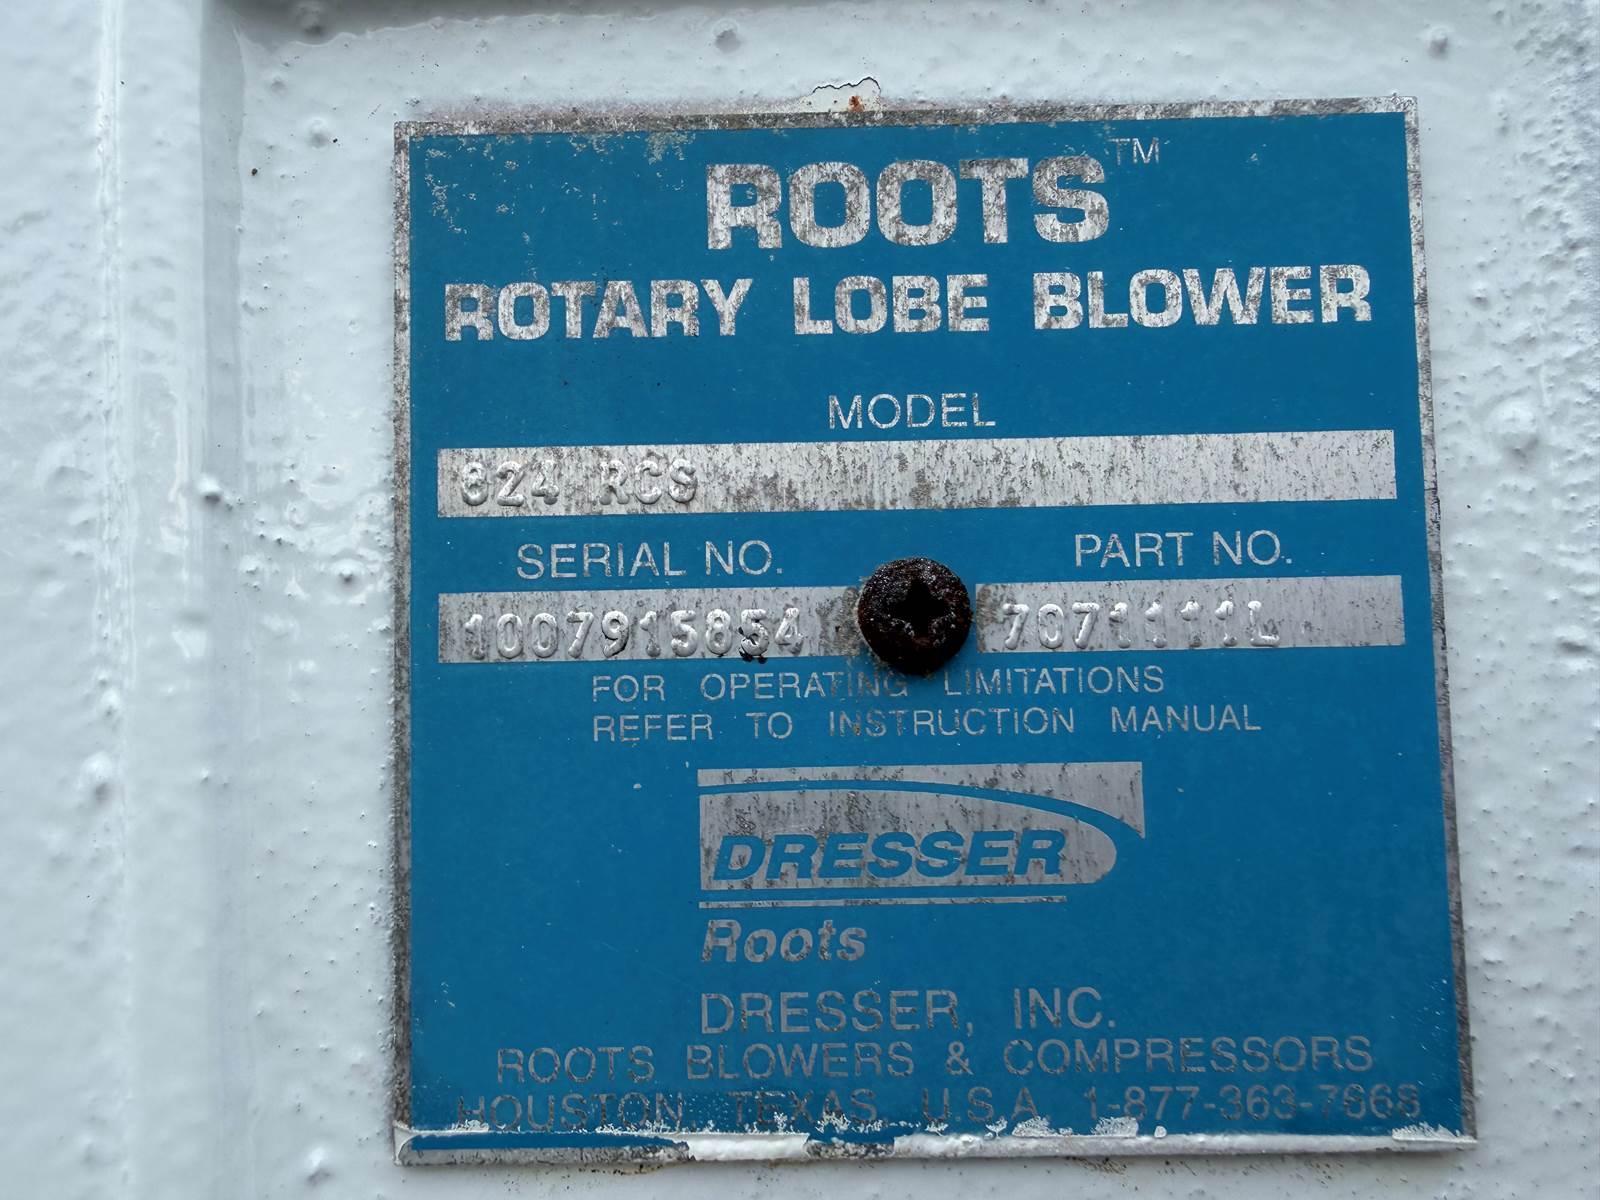 ROOTS™
ROTARY LOBE BLOWER
MODEL
824 RCS
SERIAL NO. PART NO.
1007915854 7071111L
FOR OPERATING LIMITATIONS
REFER TO INSTRUCTION MANUAL
DRESSER
Roots
DRESSER, INC.
ROOTS BLOWERS & COMPRESSORS
HOUSTON, TEXAS, U.S.A 1-877-363-7668